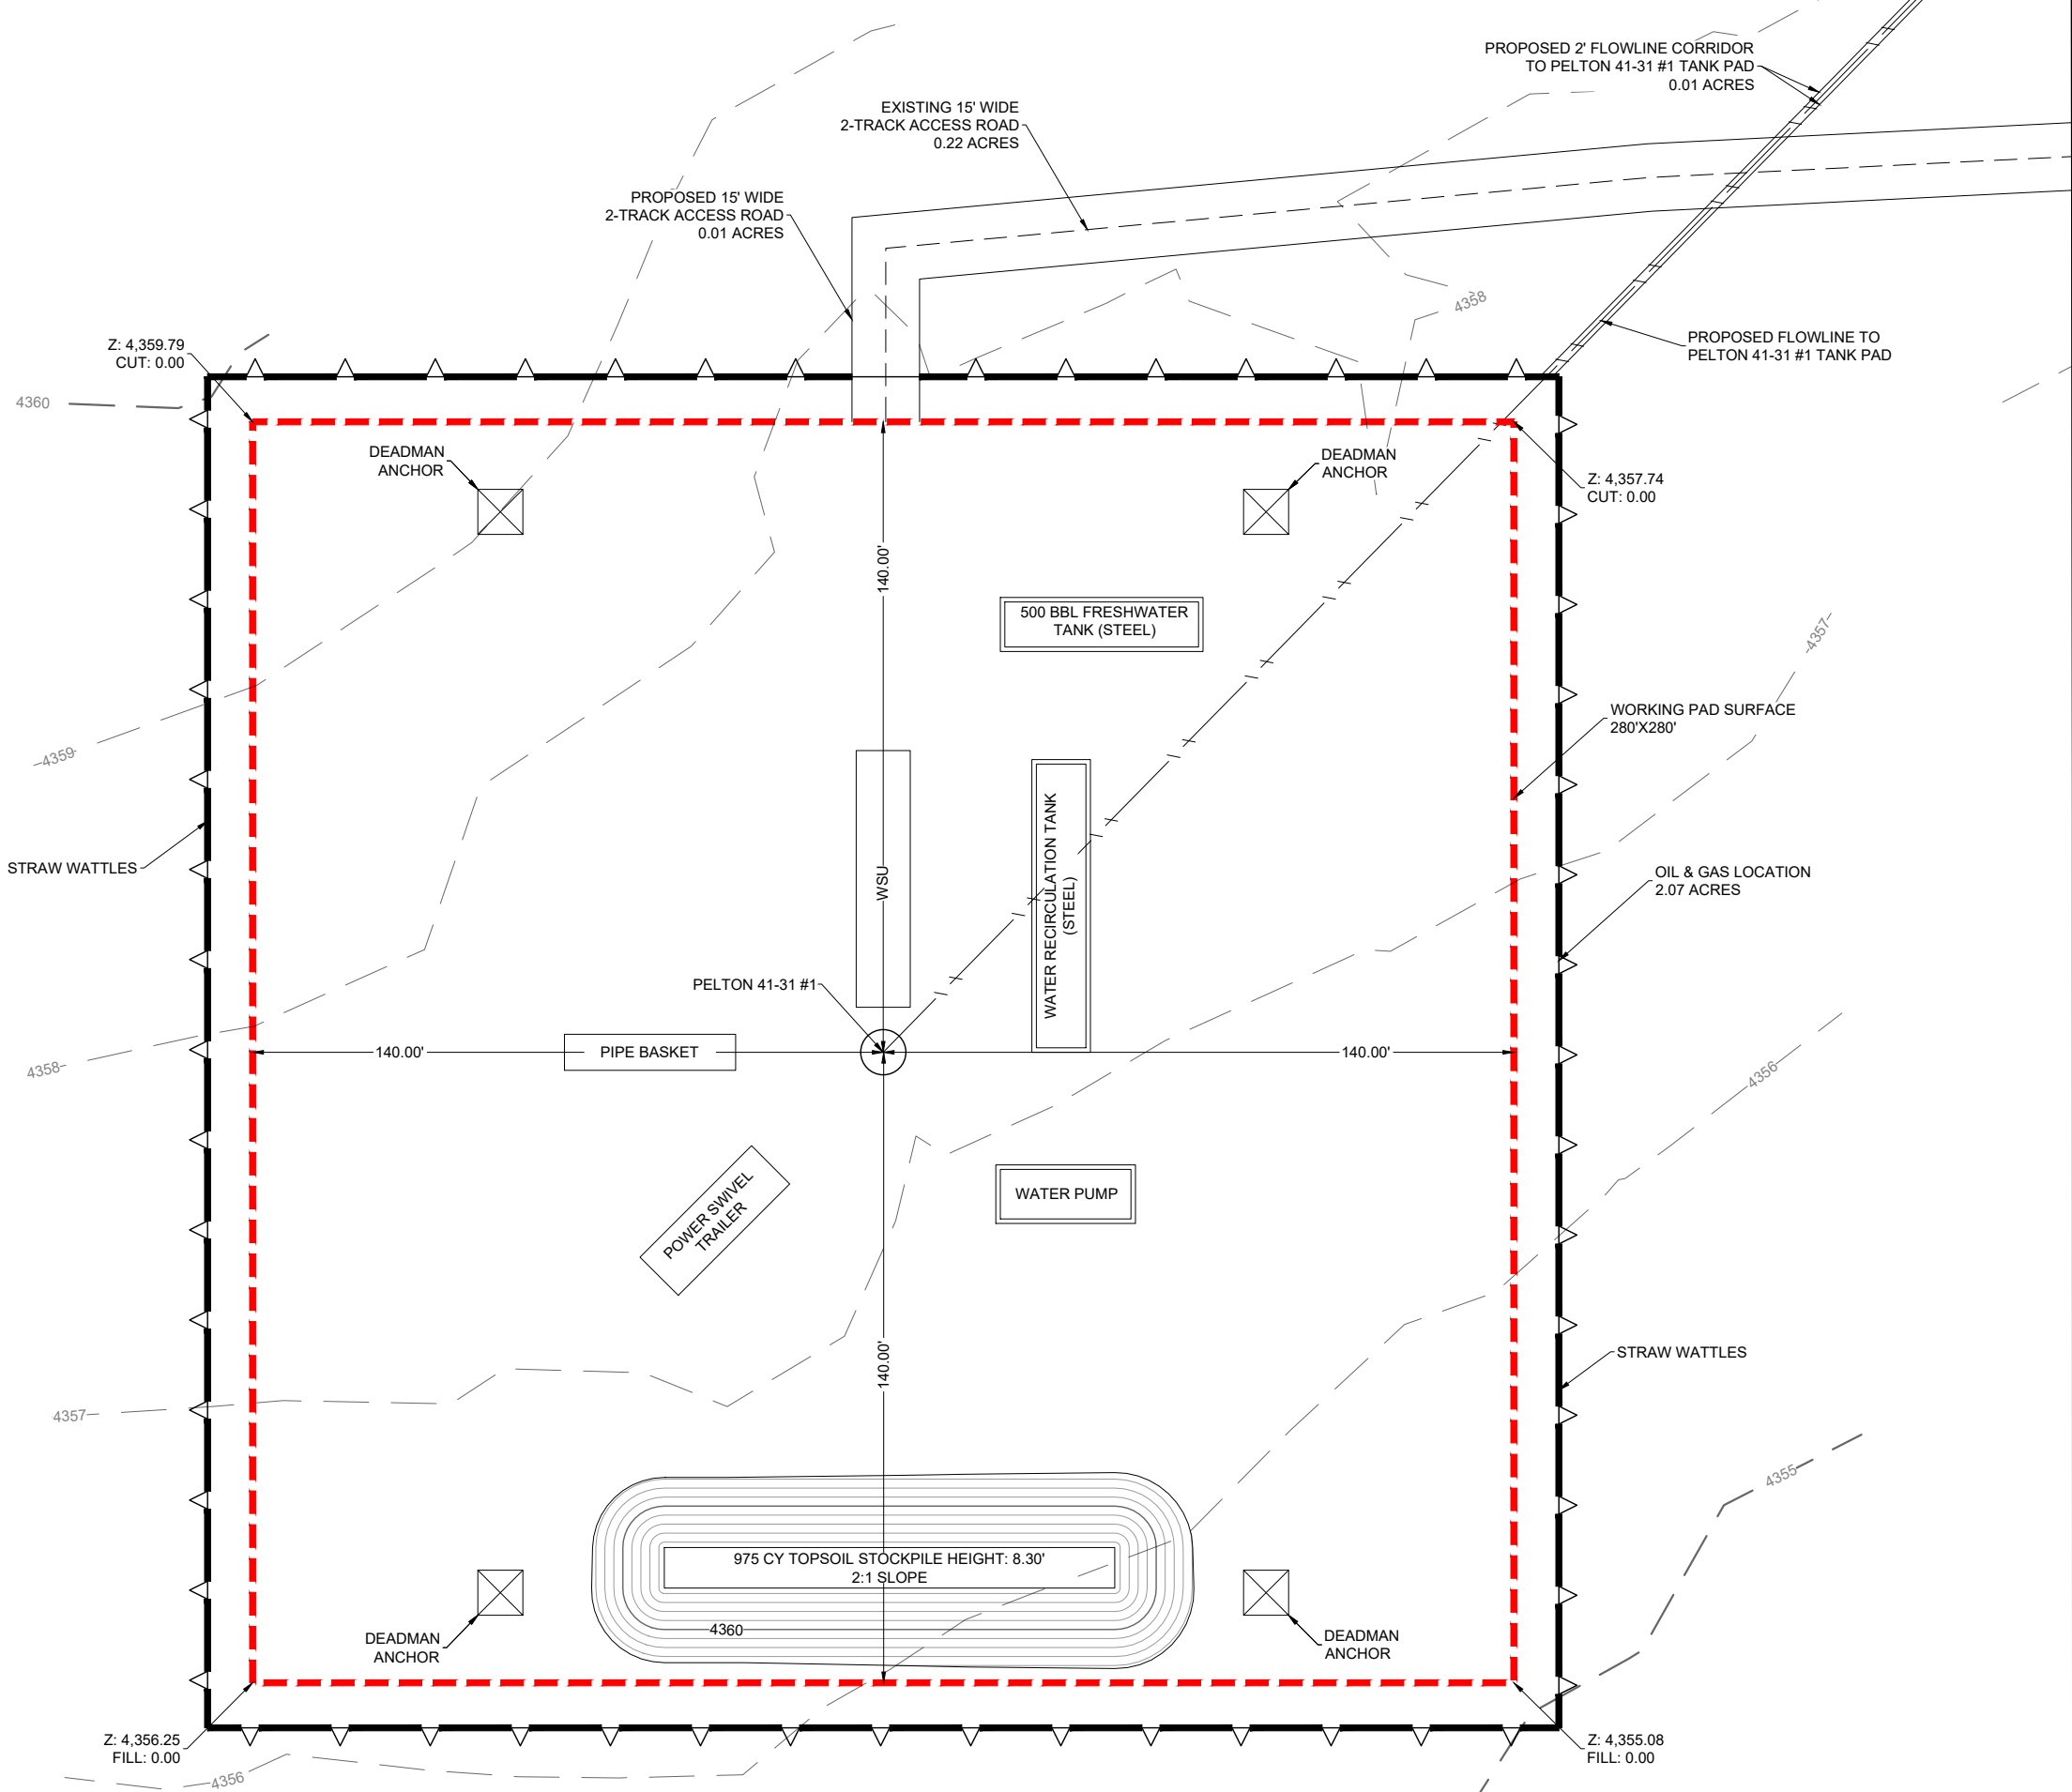 PROPOSED 2' FLOWLINE CORRIDOR
TO PELTON 41-31 #1 TANK PAD
0.01 ACRES
EXISTING 15' WIDE
2-TRACK ACCESS ROAD
0.22 ACRES
PROPOSED 15' WIDE
2-TRACK ACCESS ROAD
0.01 ACRES
4358
Z: 4,359.79
CUT: 0.00
PROPOSED FLOWLINE TO
PELTON 41-31 #1 TANK PAD
4360
DEADMAN
ANCHOR
DEADMAN
ANCHOR
Z: 4,357.74
CUT: 0.00
140.00'
500 BBL FRESHWATER
TANK (STEEL)
4357
WORKING PAD SURFACE
280'X280'
4359
STRAW WATTLES
WSU
WATER RECIRCULATION TANK
(STEEL)
OIL & GAS LOCATION
2.07 ACRES
PELTON 41-31 #1
140.00'
PIPE BASKET
140.00'
4358
4356
POWER SWIVEL
TRAILER
WATER PUMP
140.00'
STRAW WATTLES
4357
4355
975 CY TOPSOIL STOCKPILE HEIGHT: 8.30'
2:1 SLOPE
4360
DEADMAN
ANCHOR
DEADMAN
ANCHOR
Z: 4,356.25
FILL: 0.00
Z: 4,355.08
FILL: 0.00
4356